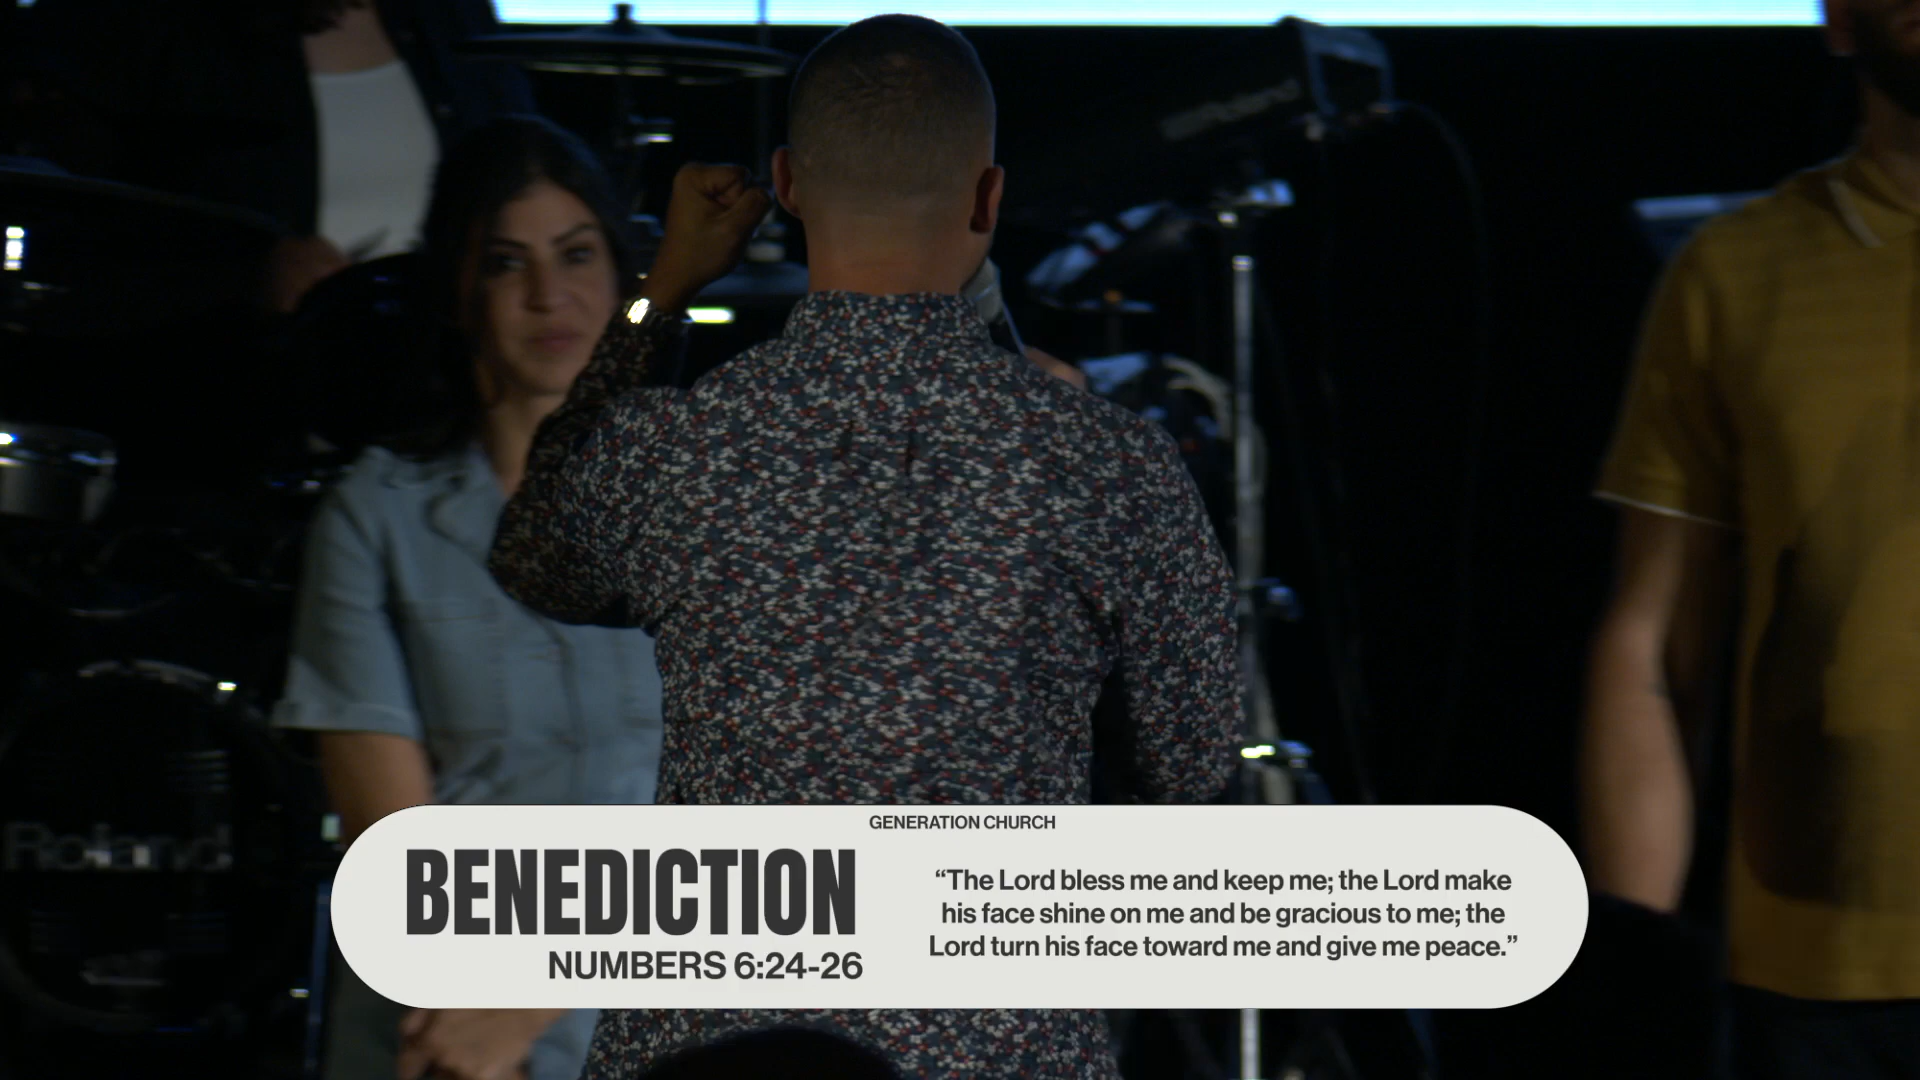 GENERATION CHURCH
BENEDICTION
NUMBERS 6:24-26
“The Lord bless me and keep me; the Lord make
his face shine on me and be gracious to me; the
Lord turn his face toward me and give me peace.”
Roland